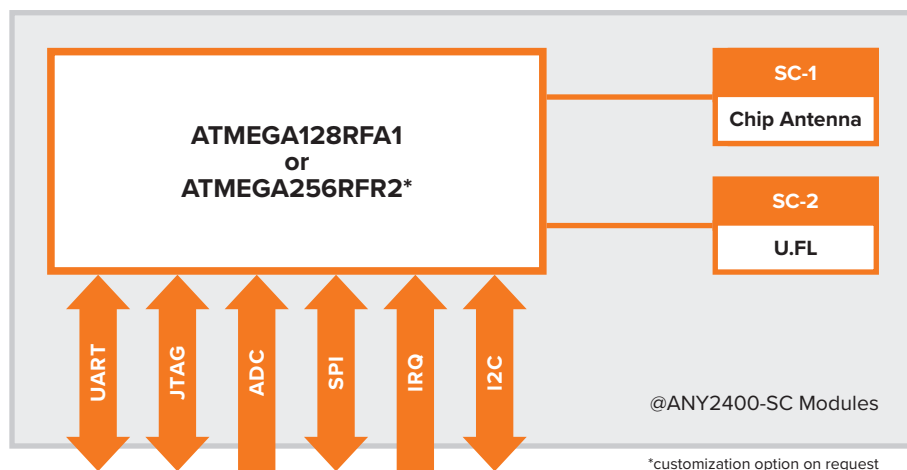 ATMEGA128RFA1
or
ATMEGA256RFR2*
SC-1
Chip Antenna
SC-2
U.FL
UART
JTAG
ADC
SPI
IRQ
I2C
@ANY2400-SC Modules
*customization option on request